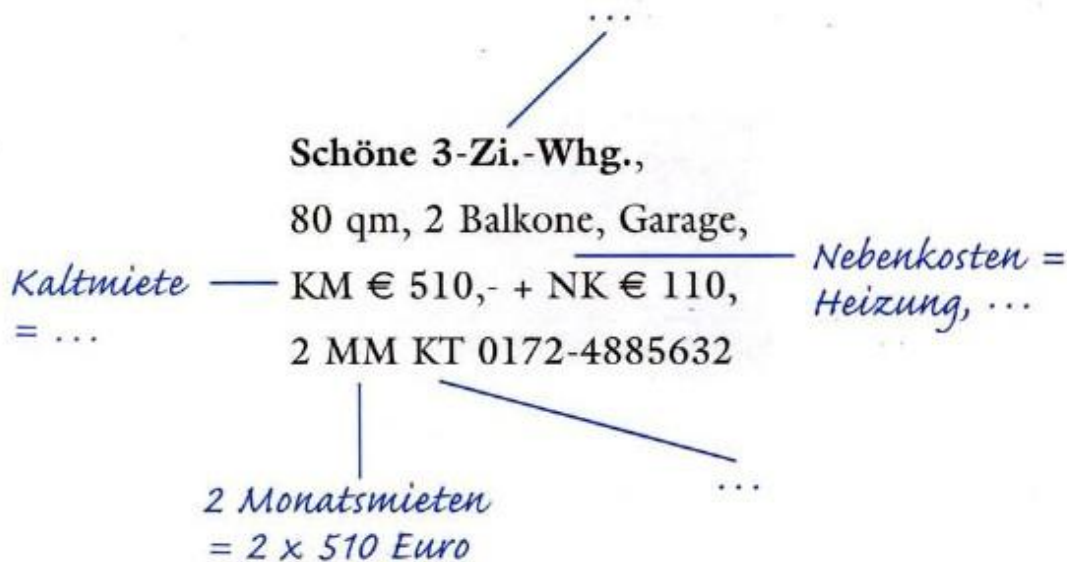 ...
Schöne 3-Zi.-Whg.,
80 qm, 2 Balkone, Garage,
KM € 510,- + NK € 110,
2 MM KT 0172-4885632
Kaltmiete
= ...
Nebenkosten =
Heizung, ...
2 Monatsmieten
= 2 x 510 Euro
...